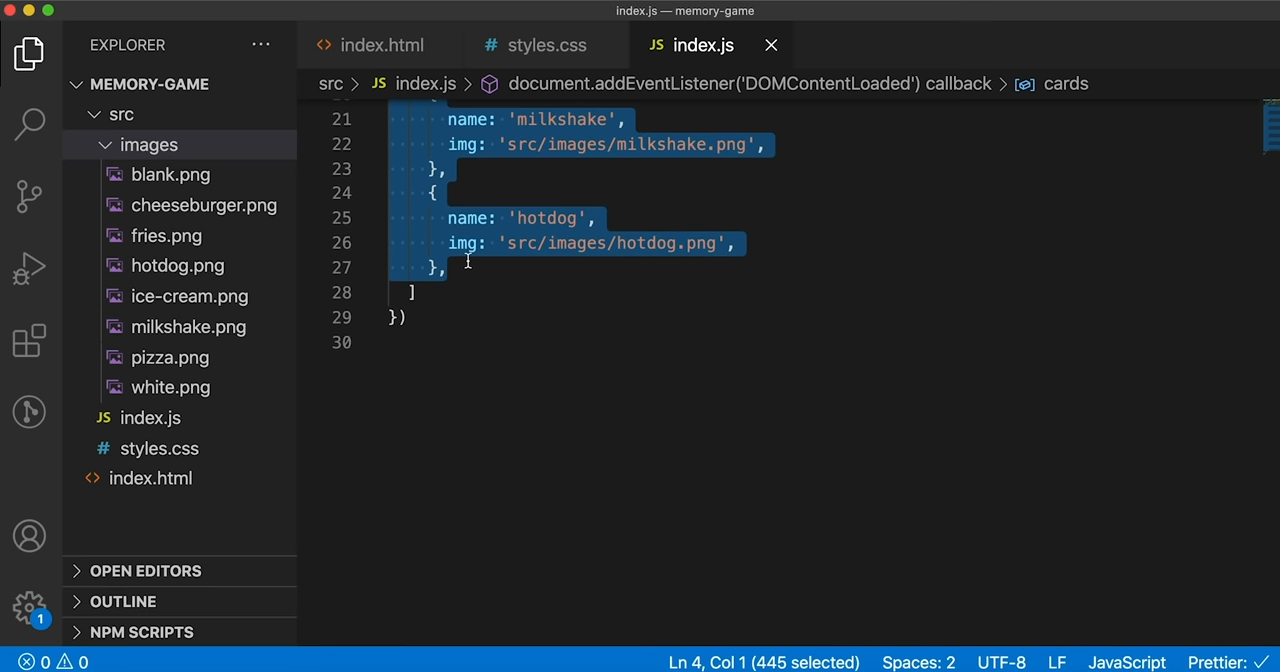 index.js — memory-game
EXPLORER
index.html
# styles.css
JS index.js
MEMORY-GAME
src
images
blank.png
cheeseburger.png
fries.png
hotdog.png
ice-cream.png
milkshake.png
pizza.png
white.png
JS index.js
# styles.css
index.html
OPEN EDITORS
OUTLINE
NPM SCRIPTS
1
src > JS index.js > document.addEventListener('DOMContentLoaded') callback > cards
21 name: 'milkshake',
22 img: 'src/images/milkshake.png',
23 },
24 {
25 name: 'hotdog',
26 img: 'src/images/hotdog.png',
27 },
28 ]
29 })
30
0 0
Ln 4, Col 1 (445 selected) Spaces: 2 UTF-8 LF JavaScript Prettier: ✓